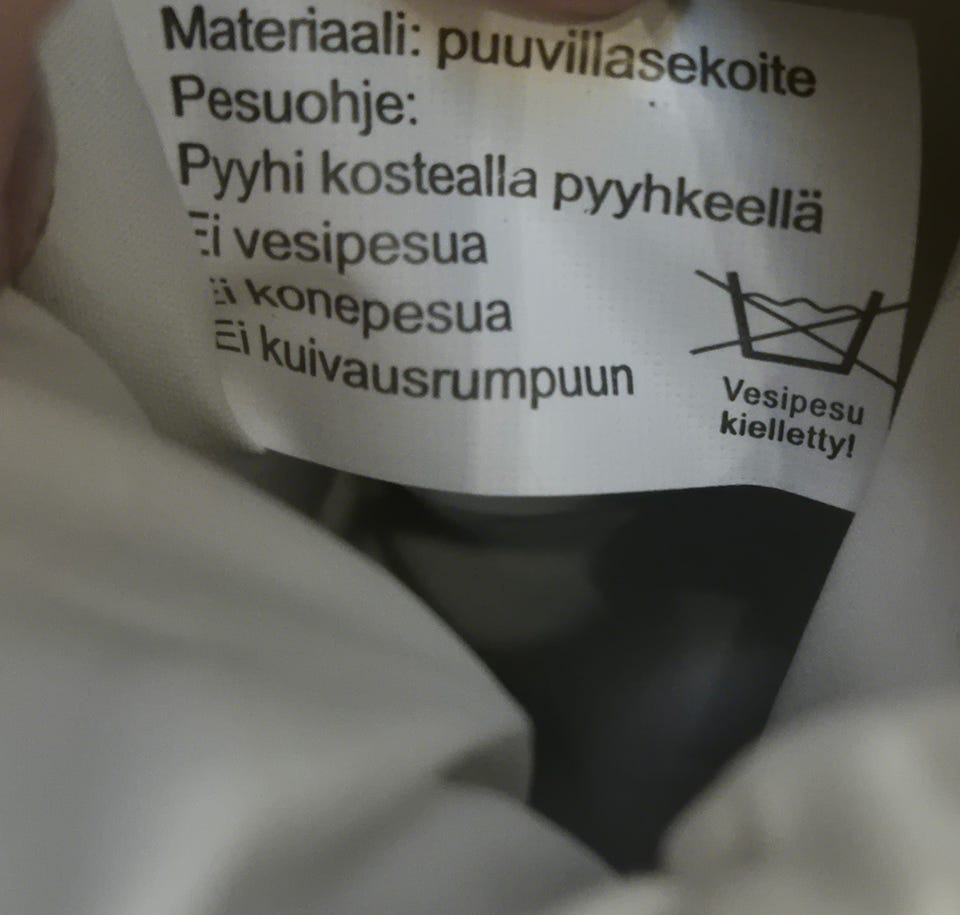 Materiaali: puuvillasekoite
Pesuohje:
Pyyhi kostealla pyyhkeellä
Ei vesipesua
Ei konepesua
Ei kuivausrumpuun
Vesipesu
kielletty!